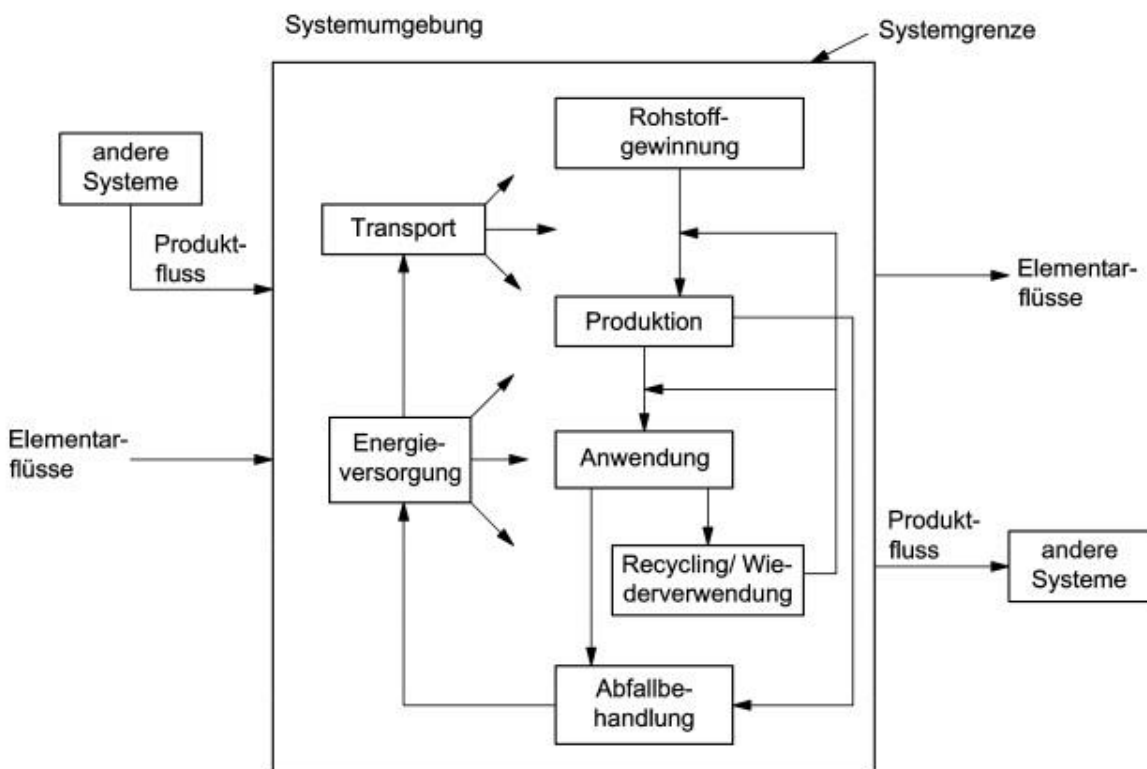 Systemumgebung
Systemgrenze
Rohstoff-
gewinnung
andere
Systeme
Transport
Produkt-
fluss
Elementar-
flüsse
Produktion
Elementar-
flüsse
Energie-
versorgung
Anwendung
Produkt-
fluss
andere
Systeme
Recycling/ Wie-
derverwendung
Abfallbe-
handlung